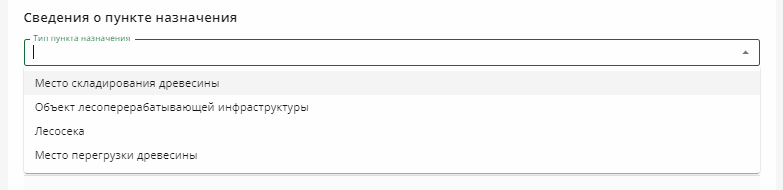 Сведения о пункте назначения
Тип пункта назначения
Место складирования древесины
Объект лесоперерабатывающей инфраструктуры
Лесосека
Место перегрузки древесины